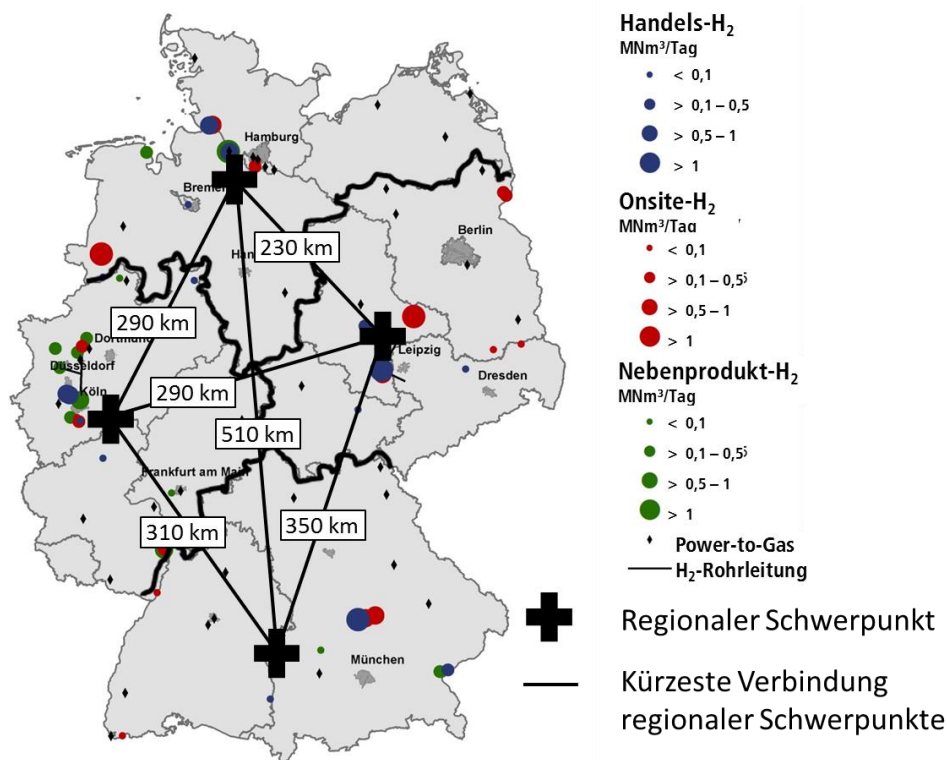 Hamburg
Bremen
Berlin
230 km
Han
290 km
Dortmund
Düsseldorf
Köln
290 km
Leipzig
Dresden
510 km
Frankfurt am Main
350 km
310 km
München
Handels-H₂
MNm³/Tag
< 0,1
> 0,1 – 0,5
> 0,5 – 1
> 1
Onsite-H₂
MNm³/Tag
< 0,1
> 0,1 – 0,5
> 0,5 – 1
> 1
Nebenprodukt-H₂
MNm³/Tag
< 0,1
> 0,1 – 0,5
> 0,5 – 1
> 1
Power-to-Gas
H₂-Rohrleitung
Regionaler Schwerpunkt
Kürzeste Verbindung
regionaler Schwerpunkte